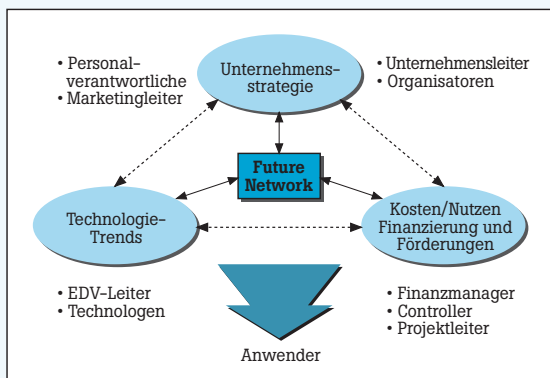 • Personal-
verantwortliche
• Marketingleiter
Unternehmens-
strategie
• Unternehmensleiter
• Organisatoren
Future
Network
Technologie-
Trends
Kosten/Nutzen
Finanzierung und
Förderungen
• EDV-Leiter
• Technologen
• Finanzmanager
• Controller
• Projektleiter
Anwender